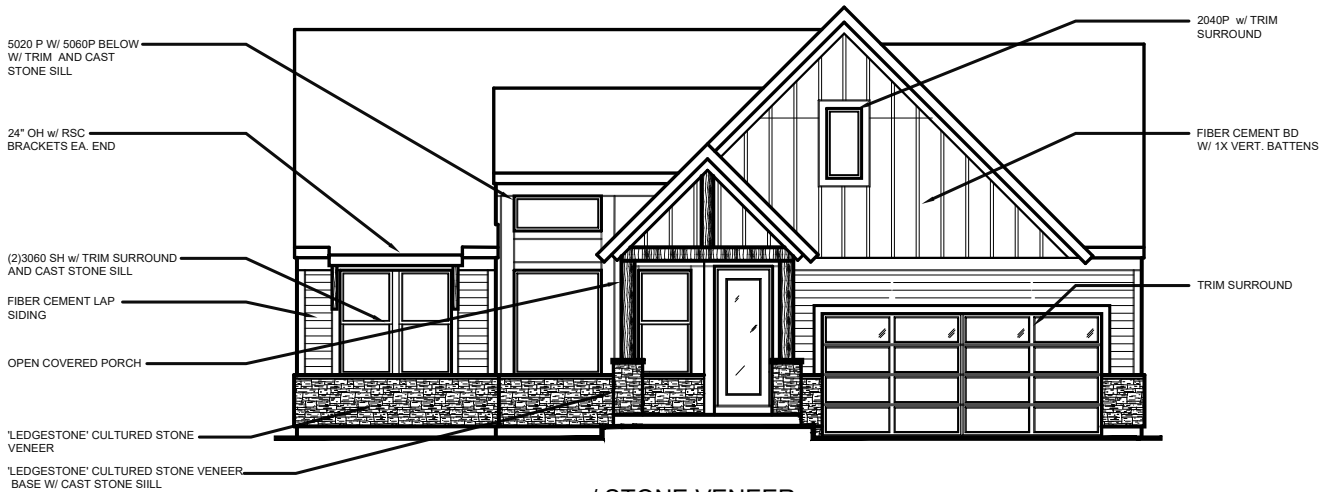 5020 P W/ 5060P BELOW
W/ TRIM AND CAST
STONE SILL
24" OH w/ RSC
BRACKETS EA. END
(2)3060 SH w/ TRIM SURROUND
AND CAST STONE SILL
FIBER CEMENT LAP
SIDING
OPEN COVERED PORCH
'LEDGESTONE' CULTURED STONE
VENEER
'LEDGESTONE' CULTURED STONE VENEER
BASE W/ CAST STONE SIILL
2040P w/ TRIM
SURROUND
FIBER CEMENT BD
W/ 1X VERT. BATTENS
TRIM SURROUND
/ STONE VENEER